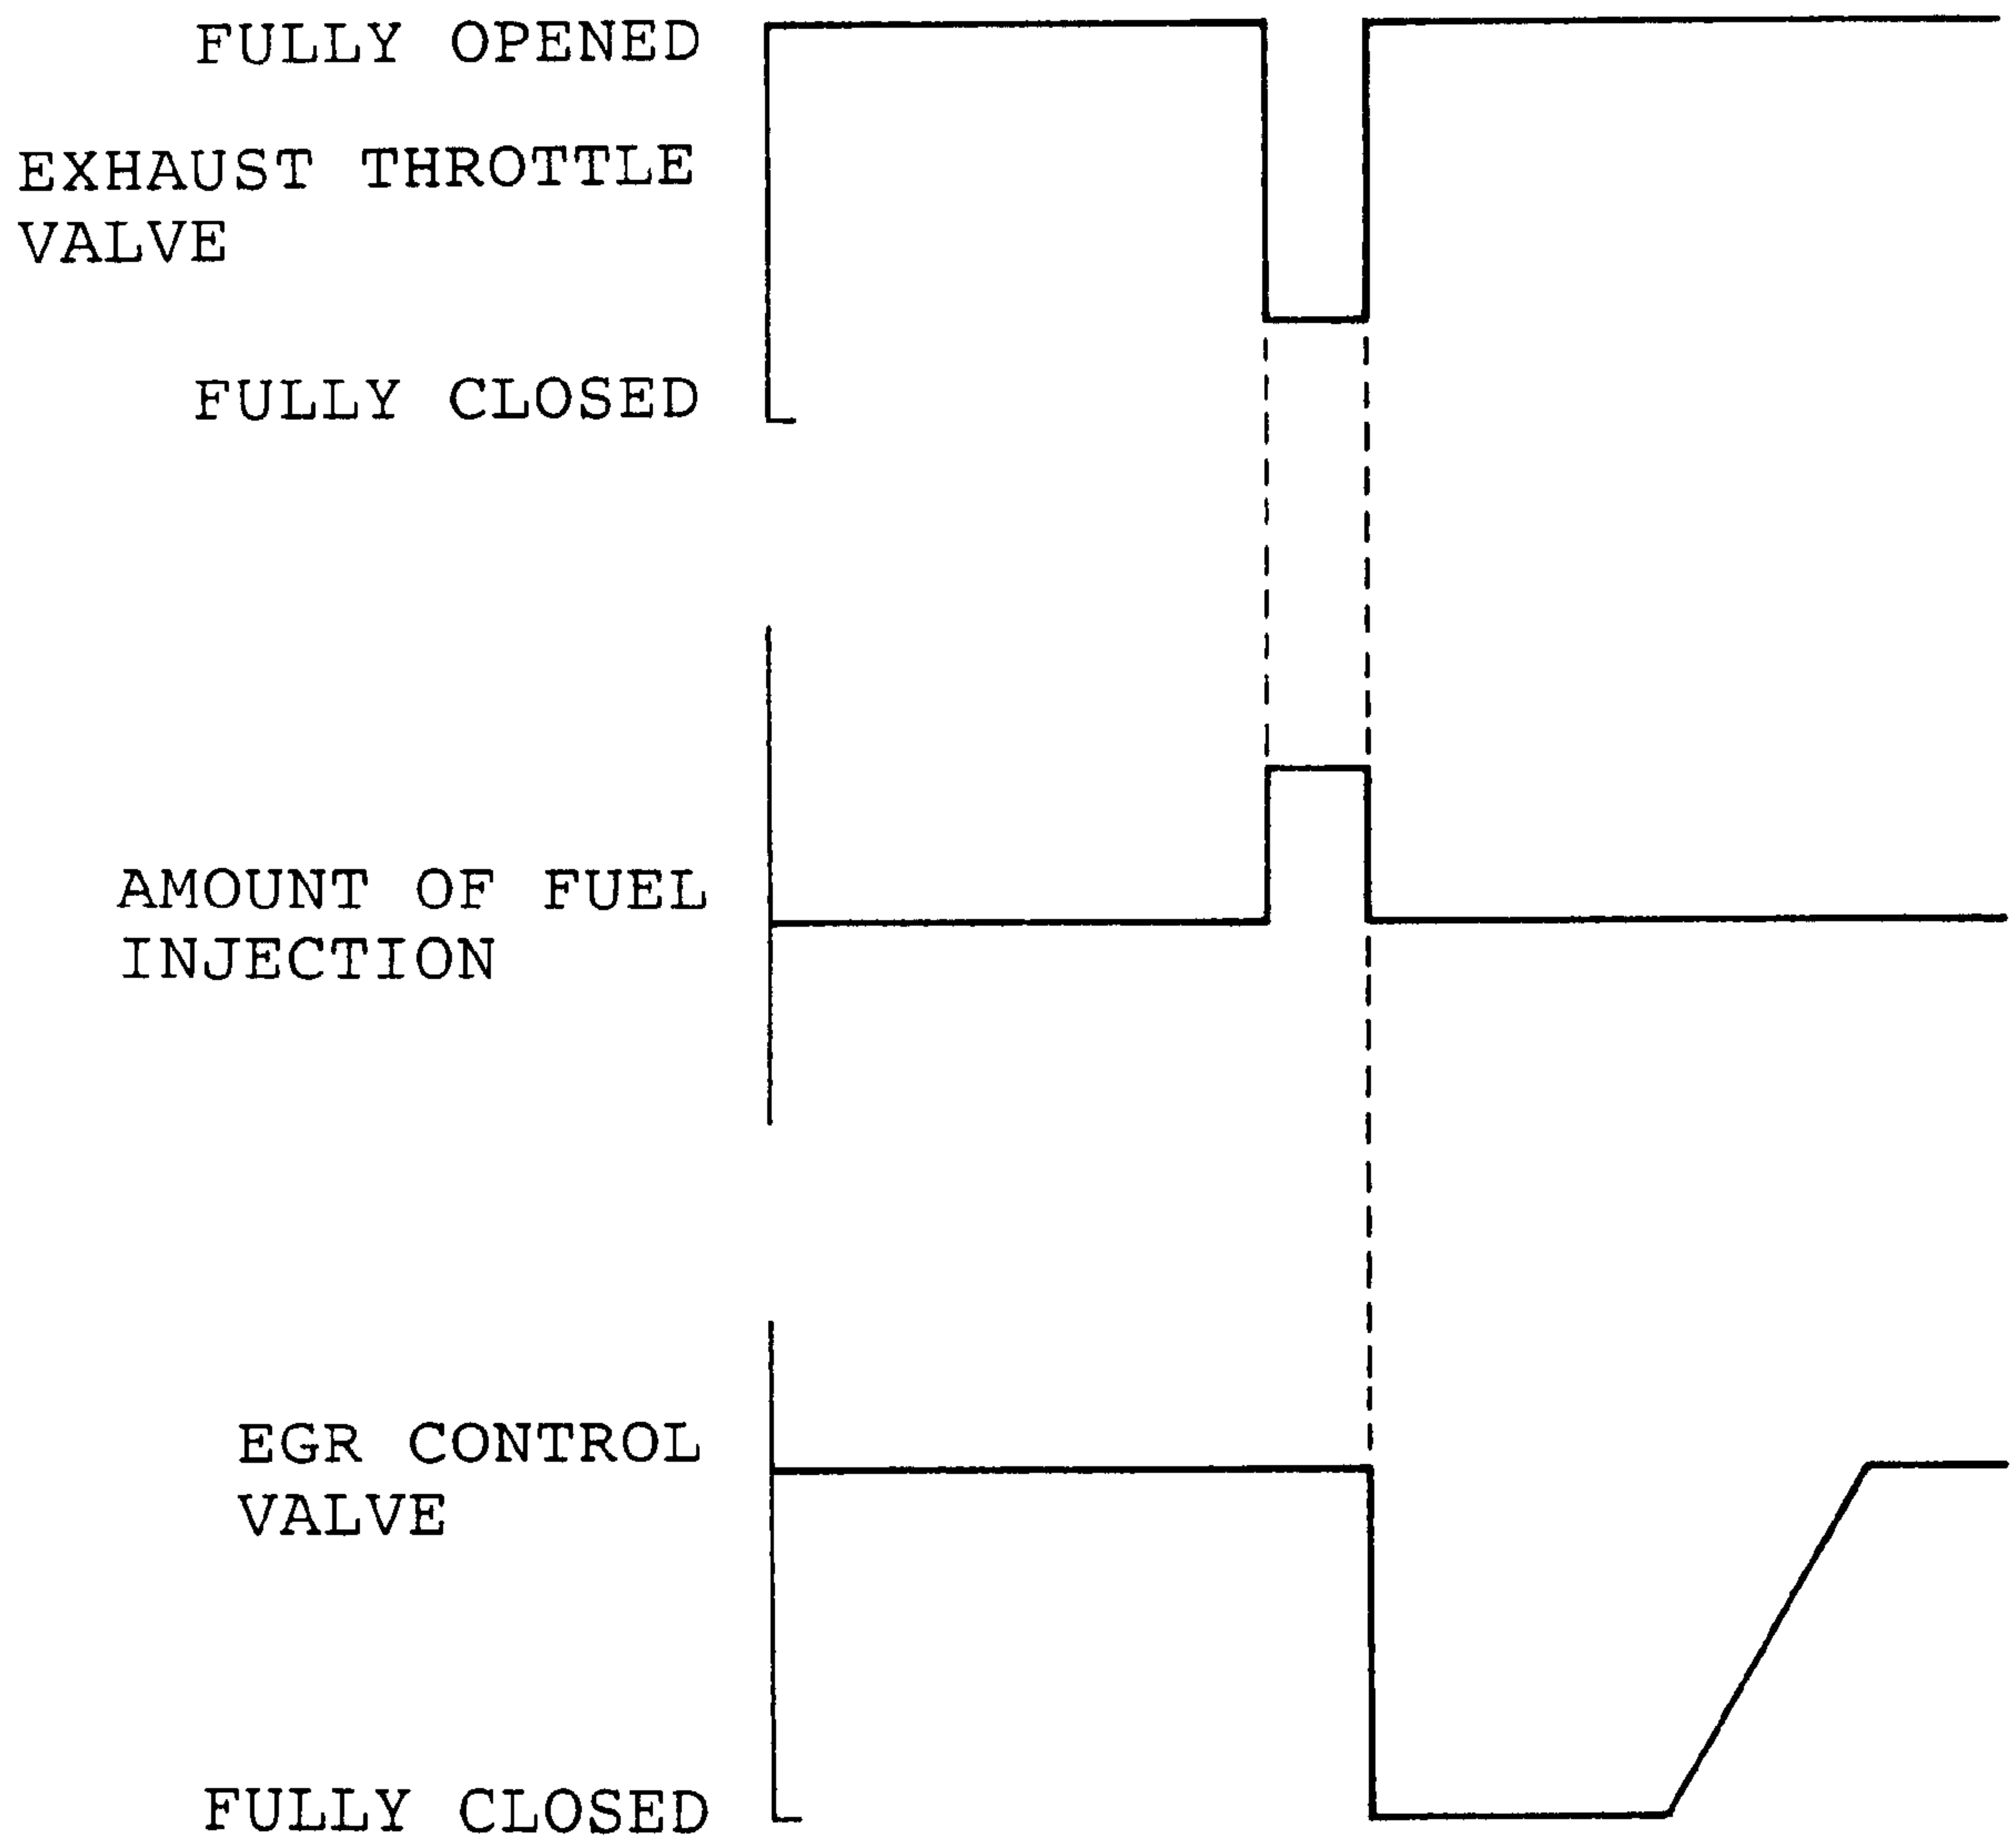 FULLY OPENED
EXHAUST THROTTLE
VALVE
FULLY CLOSED
AMOUNT OF FUEL
INJECTION
EGR CONTROL
VALVE
FULLY CLOSED